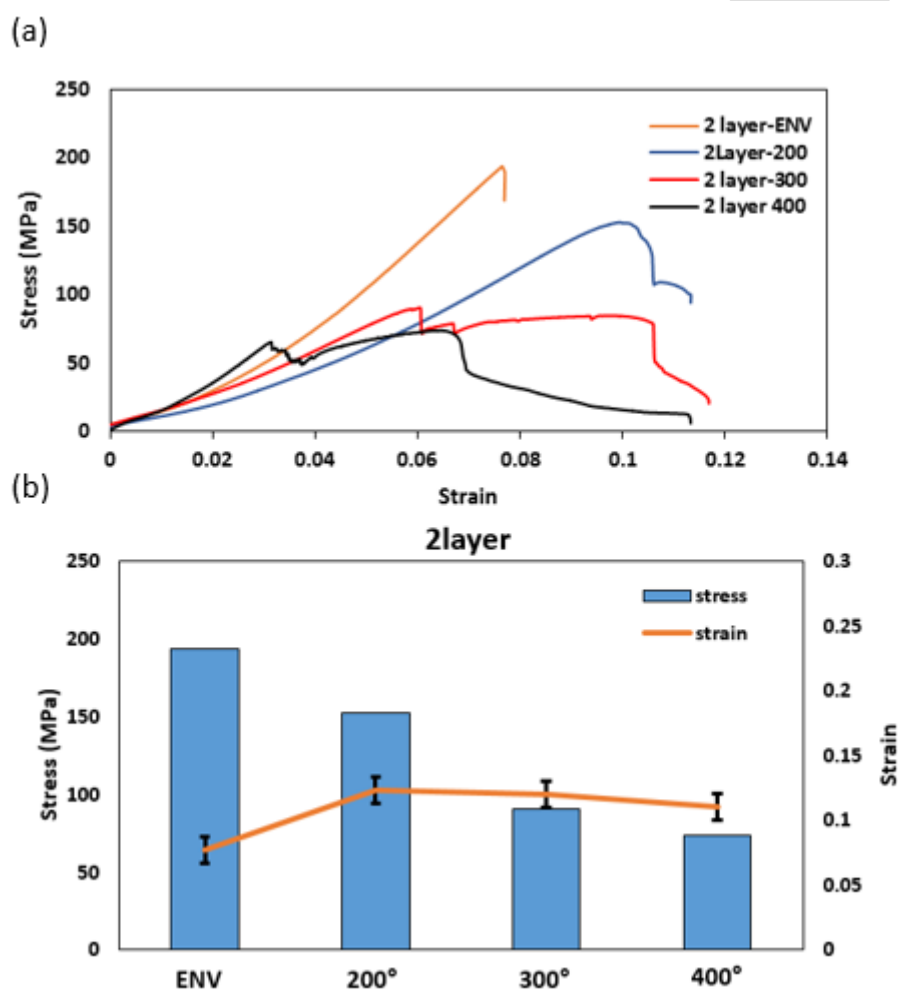 (a)
250
200
150
100
50
0
Stress (MPa)
2 layer-ENV
2Layer-200
2 layer-300
2 layer 400
0 0.02 0.04 0.06 0.08 0.1 0.12 0.14
Strain
(b)
2layer
250
200
150
100
50
0
Stress (MPa)
stress
strain
0.3
0.25
0.2
0.15
0.1
0.05
0
Strain
ENV 200° 300° 400°